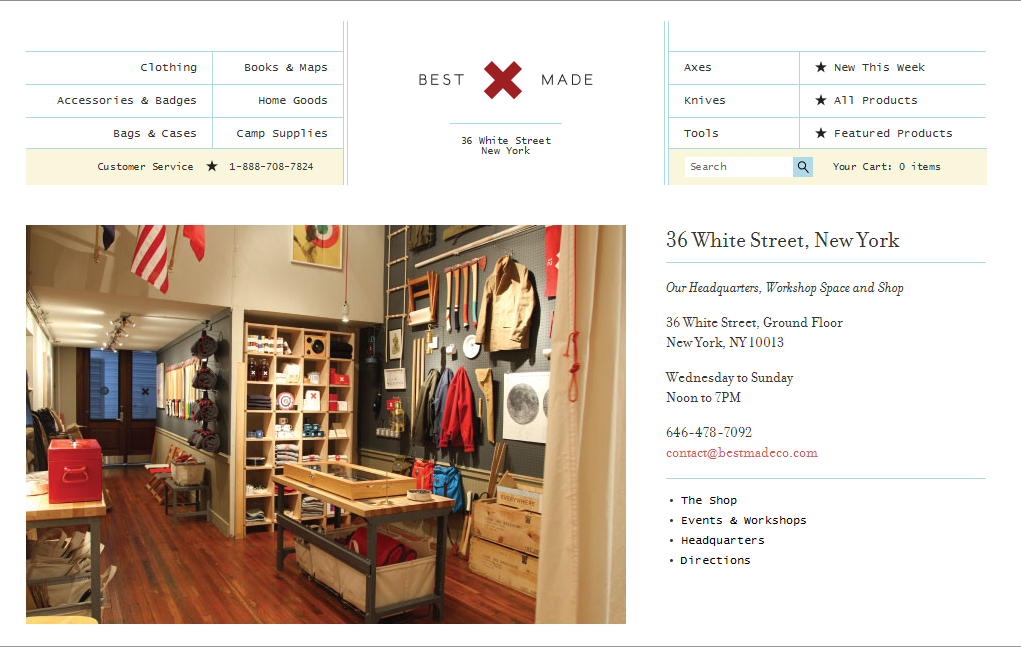 Clothing
Books & Maps
Accessories & Badges
Home Goods
Bags & Cases
Camp Supplies
Customer Service ★ 1-888-708-7824
BEST MADE
36 White Street
New York
Axes
★ New This Week
Knives
★ All Products
Tools
★ Featured Products
Search
Your Cart: 0 items
EVERYWHERE
36 White Street, New York
Our Headquarters, Workshop Space and Shop
36 White Street, Ground Floor
New York, NY 10013
Wednesday to Sunday
Noon to 7PM
646-478-7092
contact@bestmadeco.com
• The Shop
• Events & Workshops
• Headquarters
• Directions